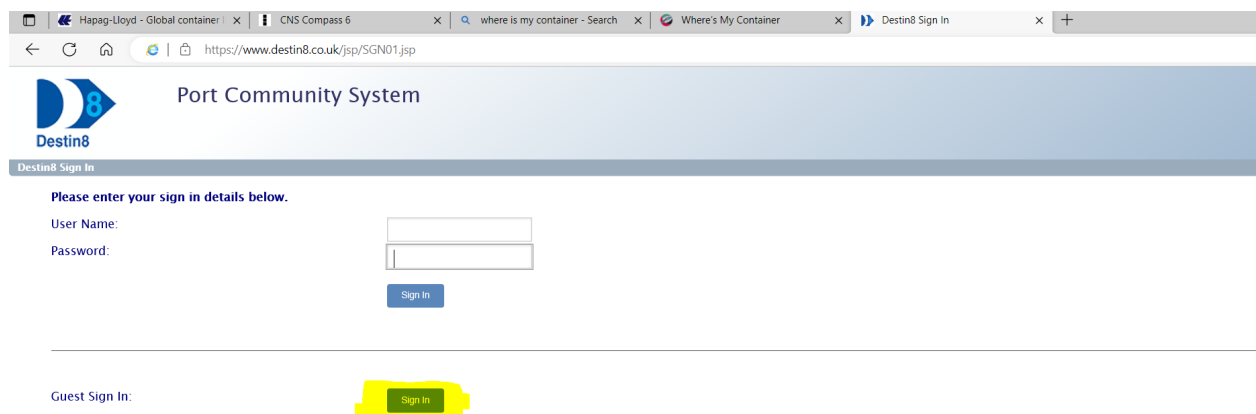 Hapag-Lloyd - Global container
CNS Compass 6
where is my container - Search
Where's My Container
Destin8 Sign In
https://www.destin8.co.uk/jsp/SGN01.jsp
8
Destin8
Port Community System
Destin8 Sign In
Please enter your sign in details below.
User Name:
Password:
Sign In
Guest Sign In:
Sign In